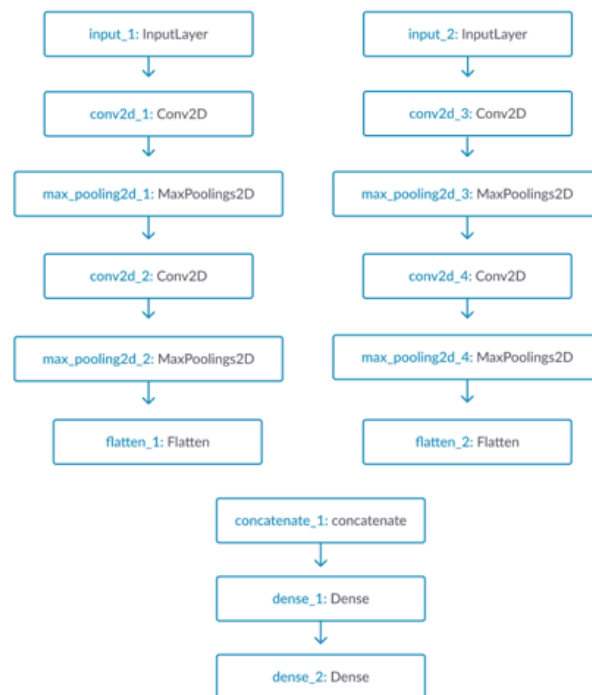 input_1: InputLayer
conv2d_1: Conv2D
max_pooling2d_1: MaxPoolings2D
conv2d_2: Conv2D
max_pooling2d_2: MaxPoolings2D
flatten_1: Flatten
input_2: InputLayer
conv2d_3: Conv2D
max_pooling2d_3: MaxPoolings2D
conv2d_4: Conv2D
max_pooling2d_4: MaxPoolings2D
flatten_2: Flatten
concatenate_1: concatenate
dense_1: Dense
dense_2: Dense